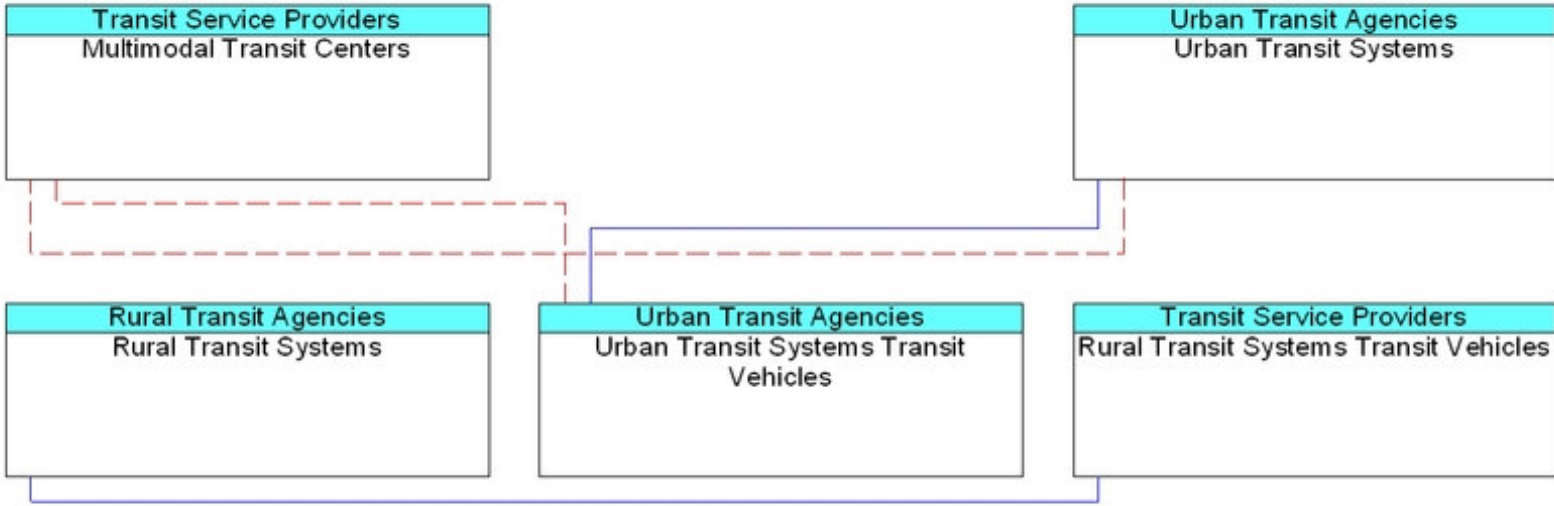 Transit Service Providers
Multimodal Transit Centers
Urban Transit Agencies
Urban Transit Systems
Rural Transit Agencies
Rural Transit Systems
Urban Transit Agencies
Urban Transit Systems Transit
Vehicles
Transit Service Providers
Rural Transit Systems Transit Vehicles